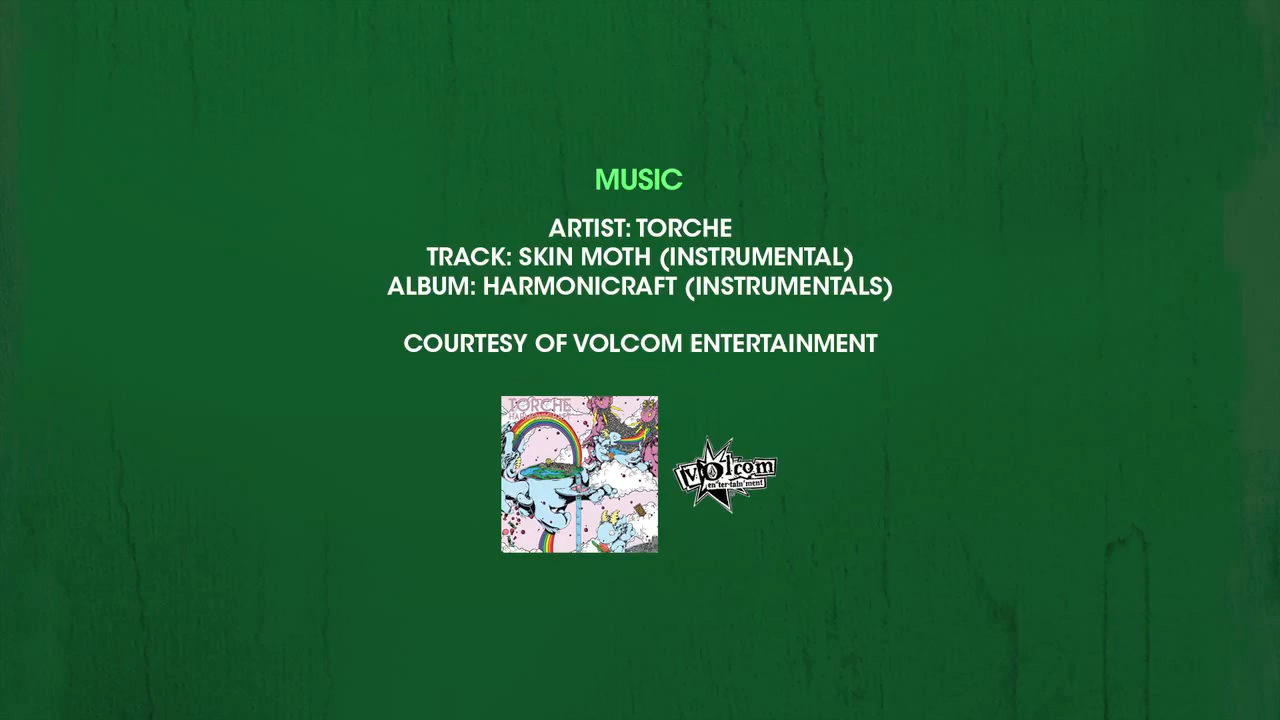 MUSIC
ARTIST: TORCHE
TRACK: SKIN MOTH (INSTRUMENTAL)
ALBUM: HARMONICRAFT (INSTRUMENTALS)
COURTESY OF VOLCOM ENTERTAINMENT
TORCHE
HARMONICRAFT
volcom
en'ter·tain'ment